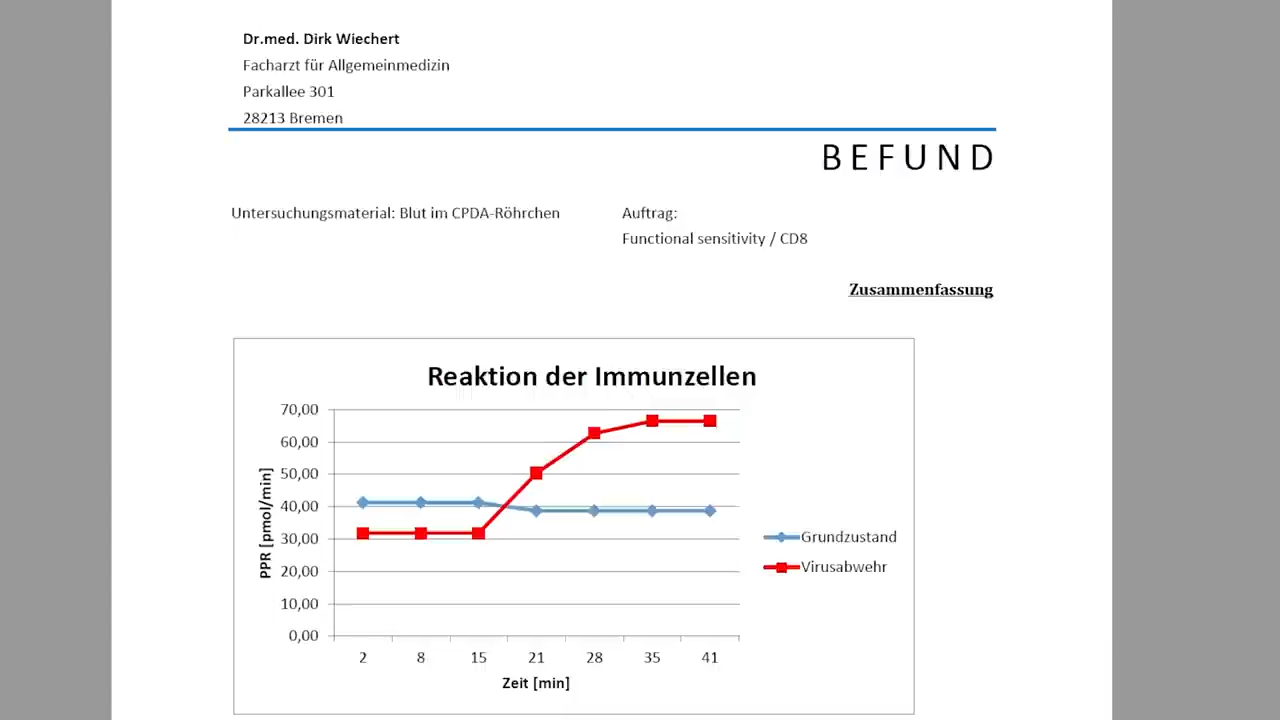 Dr.med. Dirk Wiechert
Facharzt für Allgemeinmedizin
Parkallee 301
28213 Bremen
BEFUND
Untersuchungsmaterial: Blut im CPDA-Röhrchen
Auftrag:
Functional sensitivity / CD8
Zusammenfassung
Reaktion der Immunzellen
70,00
60,00
50,00
40,00
30,00
20,00
10,00
0,00
PPR [pmol/min]
2 8 15 21 28 35 41
Zeit [min]
Grundzustand
Virusabwehr